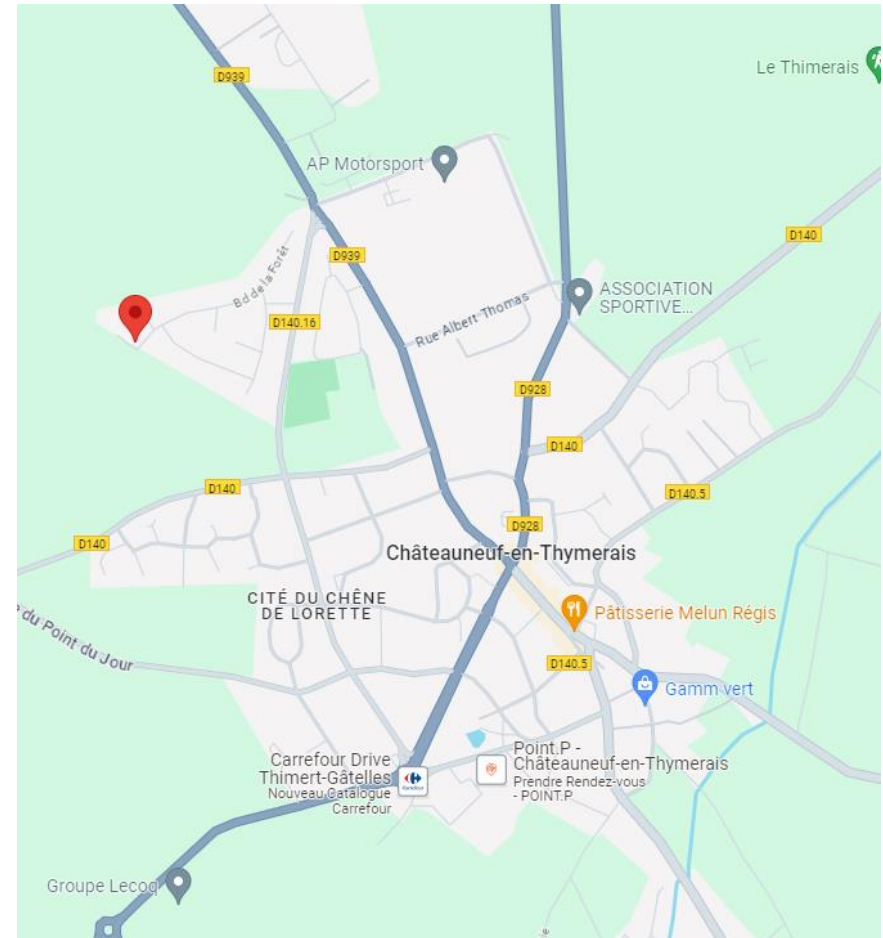 D939
Le Thimerais
AP Motorsport
D140
D939
Bd de la Forêt
ASSOCIATION
SPORTIVE...
Rue Albert Thomas
D140.16
D928
D140
D140
D140.5
D928
D140
Châteauneuf-en-Thymerais
CITÉ DU CHÊNE
DE LORETTE
Pâtisserie Melun Régis
du Point du Jour
D140.5
Gamm vert
Carrefour Drive
Thimert-Gâtelles
Nouveau Catalogue
Carrefour
Point.P -
Châteauneuf-en-Thymerais
Prendre Rendez-vous
- POINT.P
Groupe Lecoq